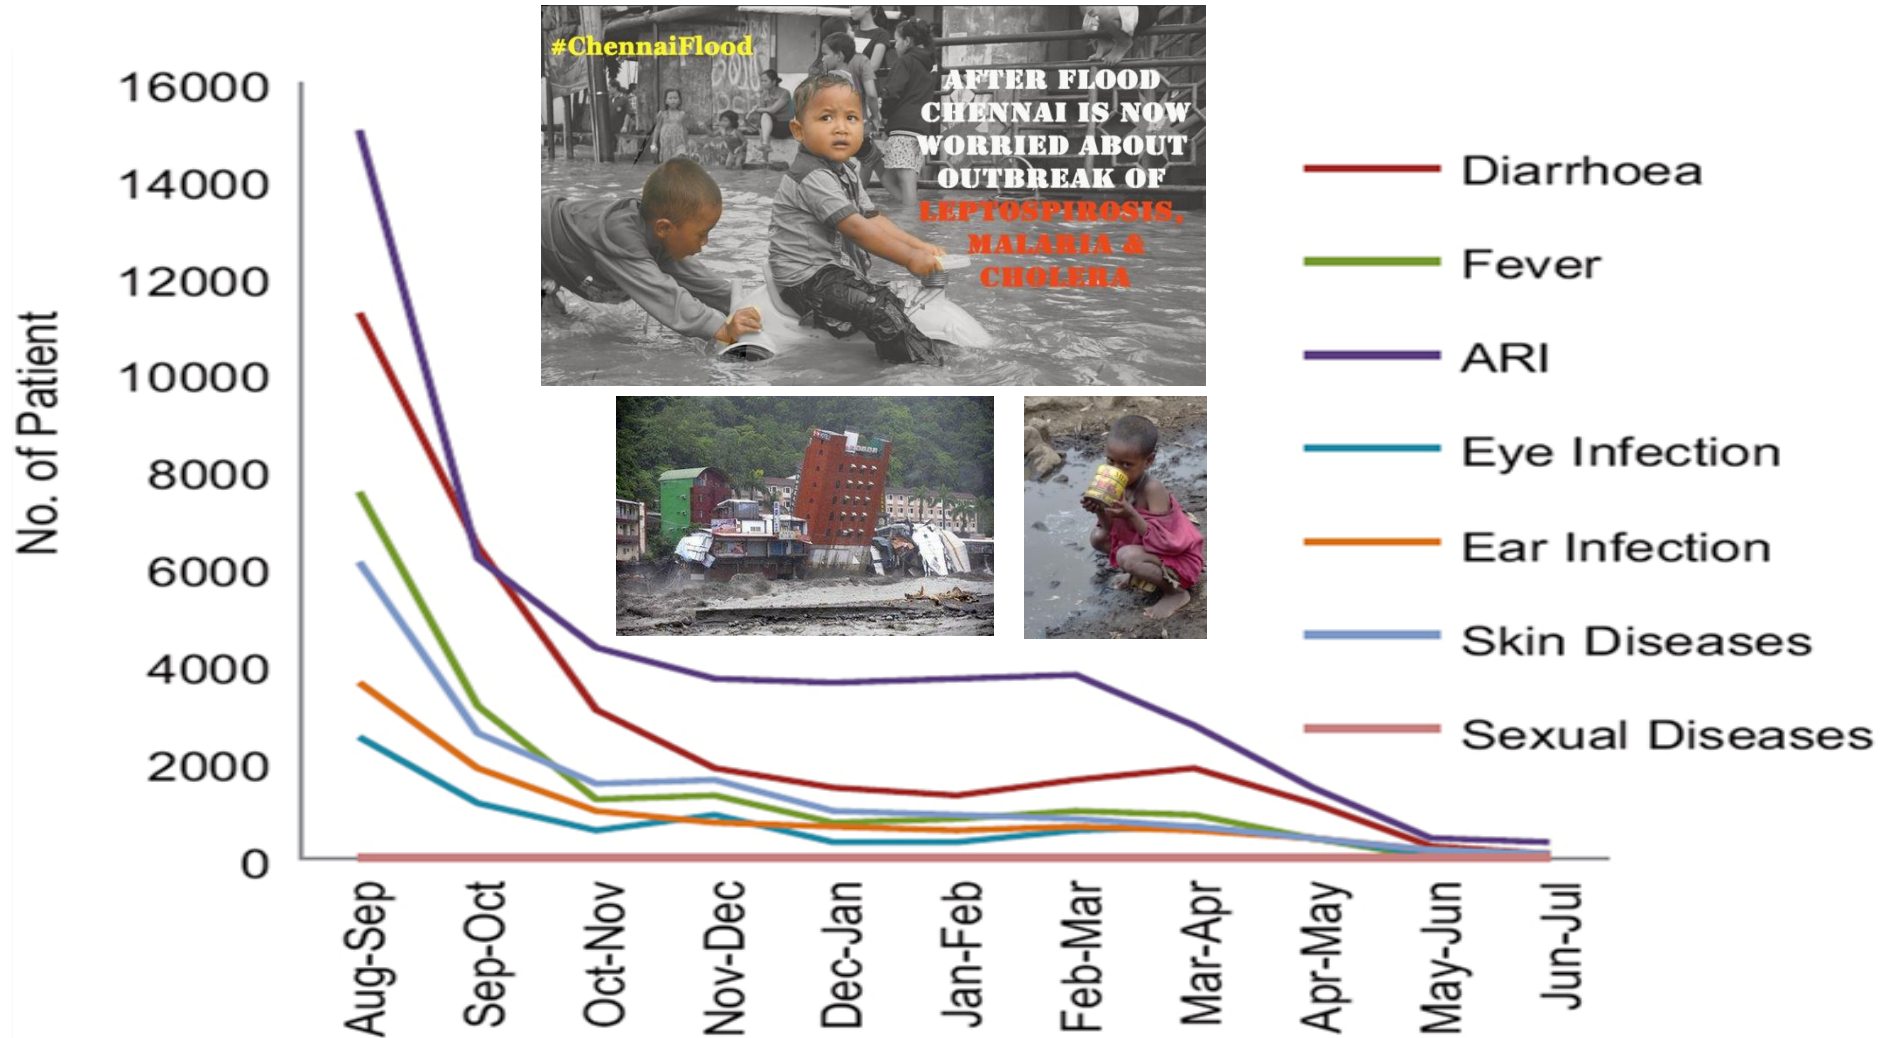 #ChennaiFlood
AFTER FLOOD
CHENNAI IS NOW
WORRIED ABOUT
OUTBREAK OF
LEPTOSPIROSIS,
MALARIA &
CHOLERA
No. of Patient
16000
14000
12000
10000
8000
6000
4000
2000
0
Aug-Sep
Sep-Oct
Oct-Nov
Nov-Dec
Dec-Jan
Jan-Feb
Feb-Mar
Mar-Apr
Apr-May
May-Jun
Jun-Jul
Diarrhoea
Fever
ARI
Eye Infection
Ear Infection
Skin Diseases
Sexual Diseases